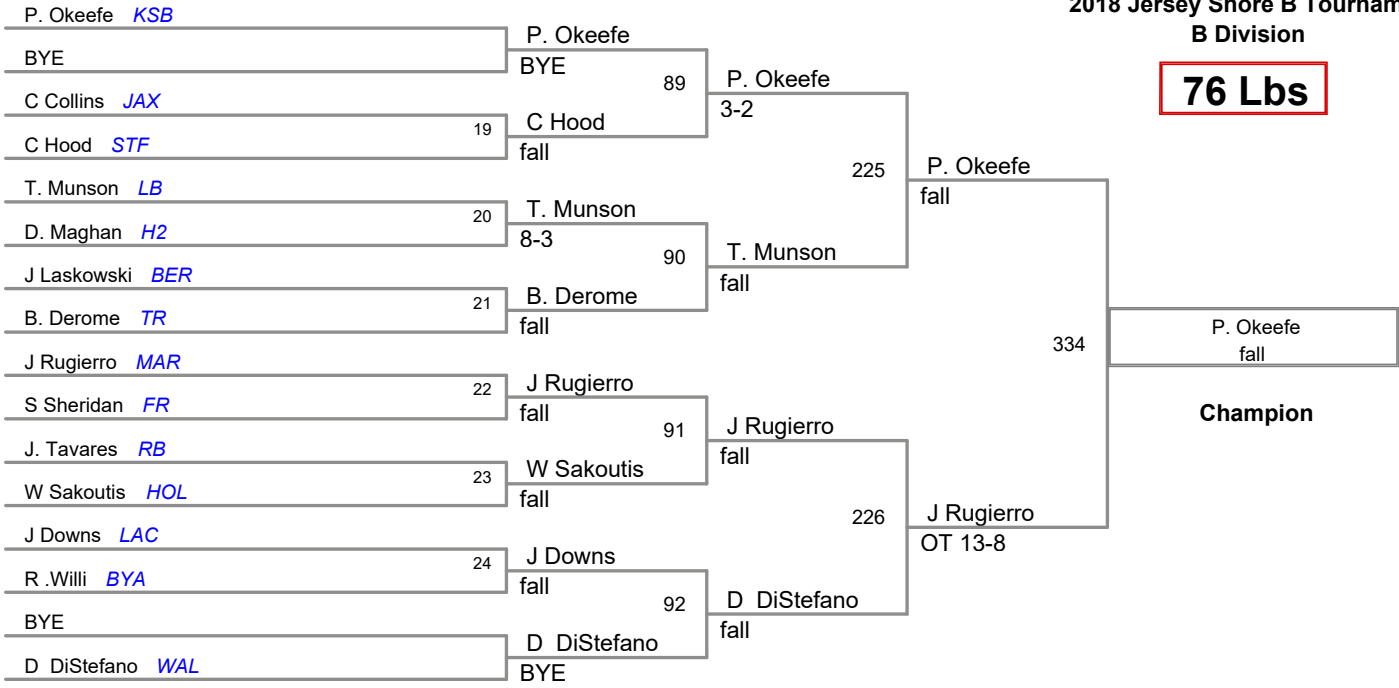 2018 Jersey Shore B
B Division
76 Lbs
P. Okeefe KSB
BYE
C Collins JAX
C Hood STF
T. Munson LB
D. Maghan H2
J Laskowski BER
B. Derome TR
J Rugierro MAR
S Sheridan FR
J. Tavares RB
W Sakoutis HOL
J Downs LAC
R .Willi BYA
BYE
D DiStefano WAL
P. Okeefe
BYE
19
C Hood
fall
20
T. Munson
8-3
21
B. Derome
fall
22
J Rugierro
fall
23
W Sakoutis
fall
24
J Downs
fall
D DiStefano
BYE
89
P. Okeefe
3-2
90
T. Munson
fall
91
J Rugierro
fall
92
D DiStefano
fall
225
P. Okeefe
fall
226
J Rugierro
OT 13-8
334
P. Okeefe
fall
Champion